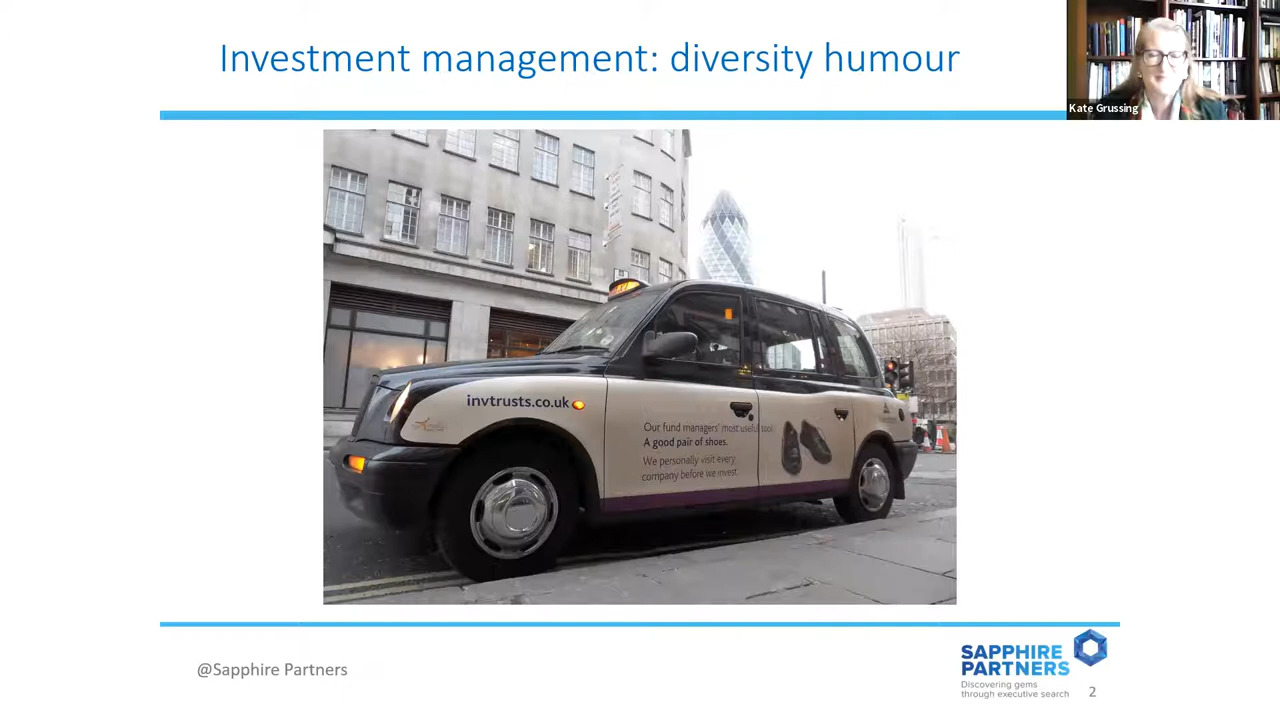 Investment management: diversity humour
Kate Grussing
invtrusts.co.uk
Our fund managers' most useful tool:
A good pair of shoes.
We personally visit every
company before we invest.
@Sapphire Partners
SAPPHIRE
PARTNERS
Discovering gems
through executive search
2